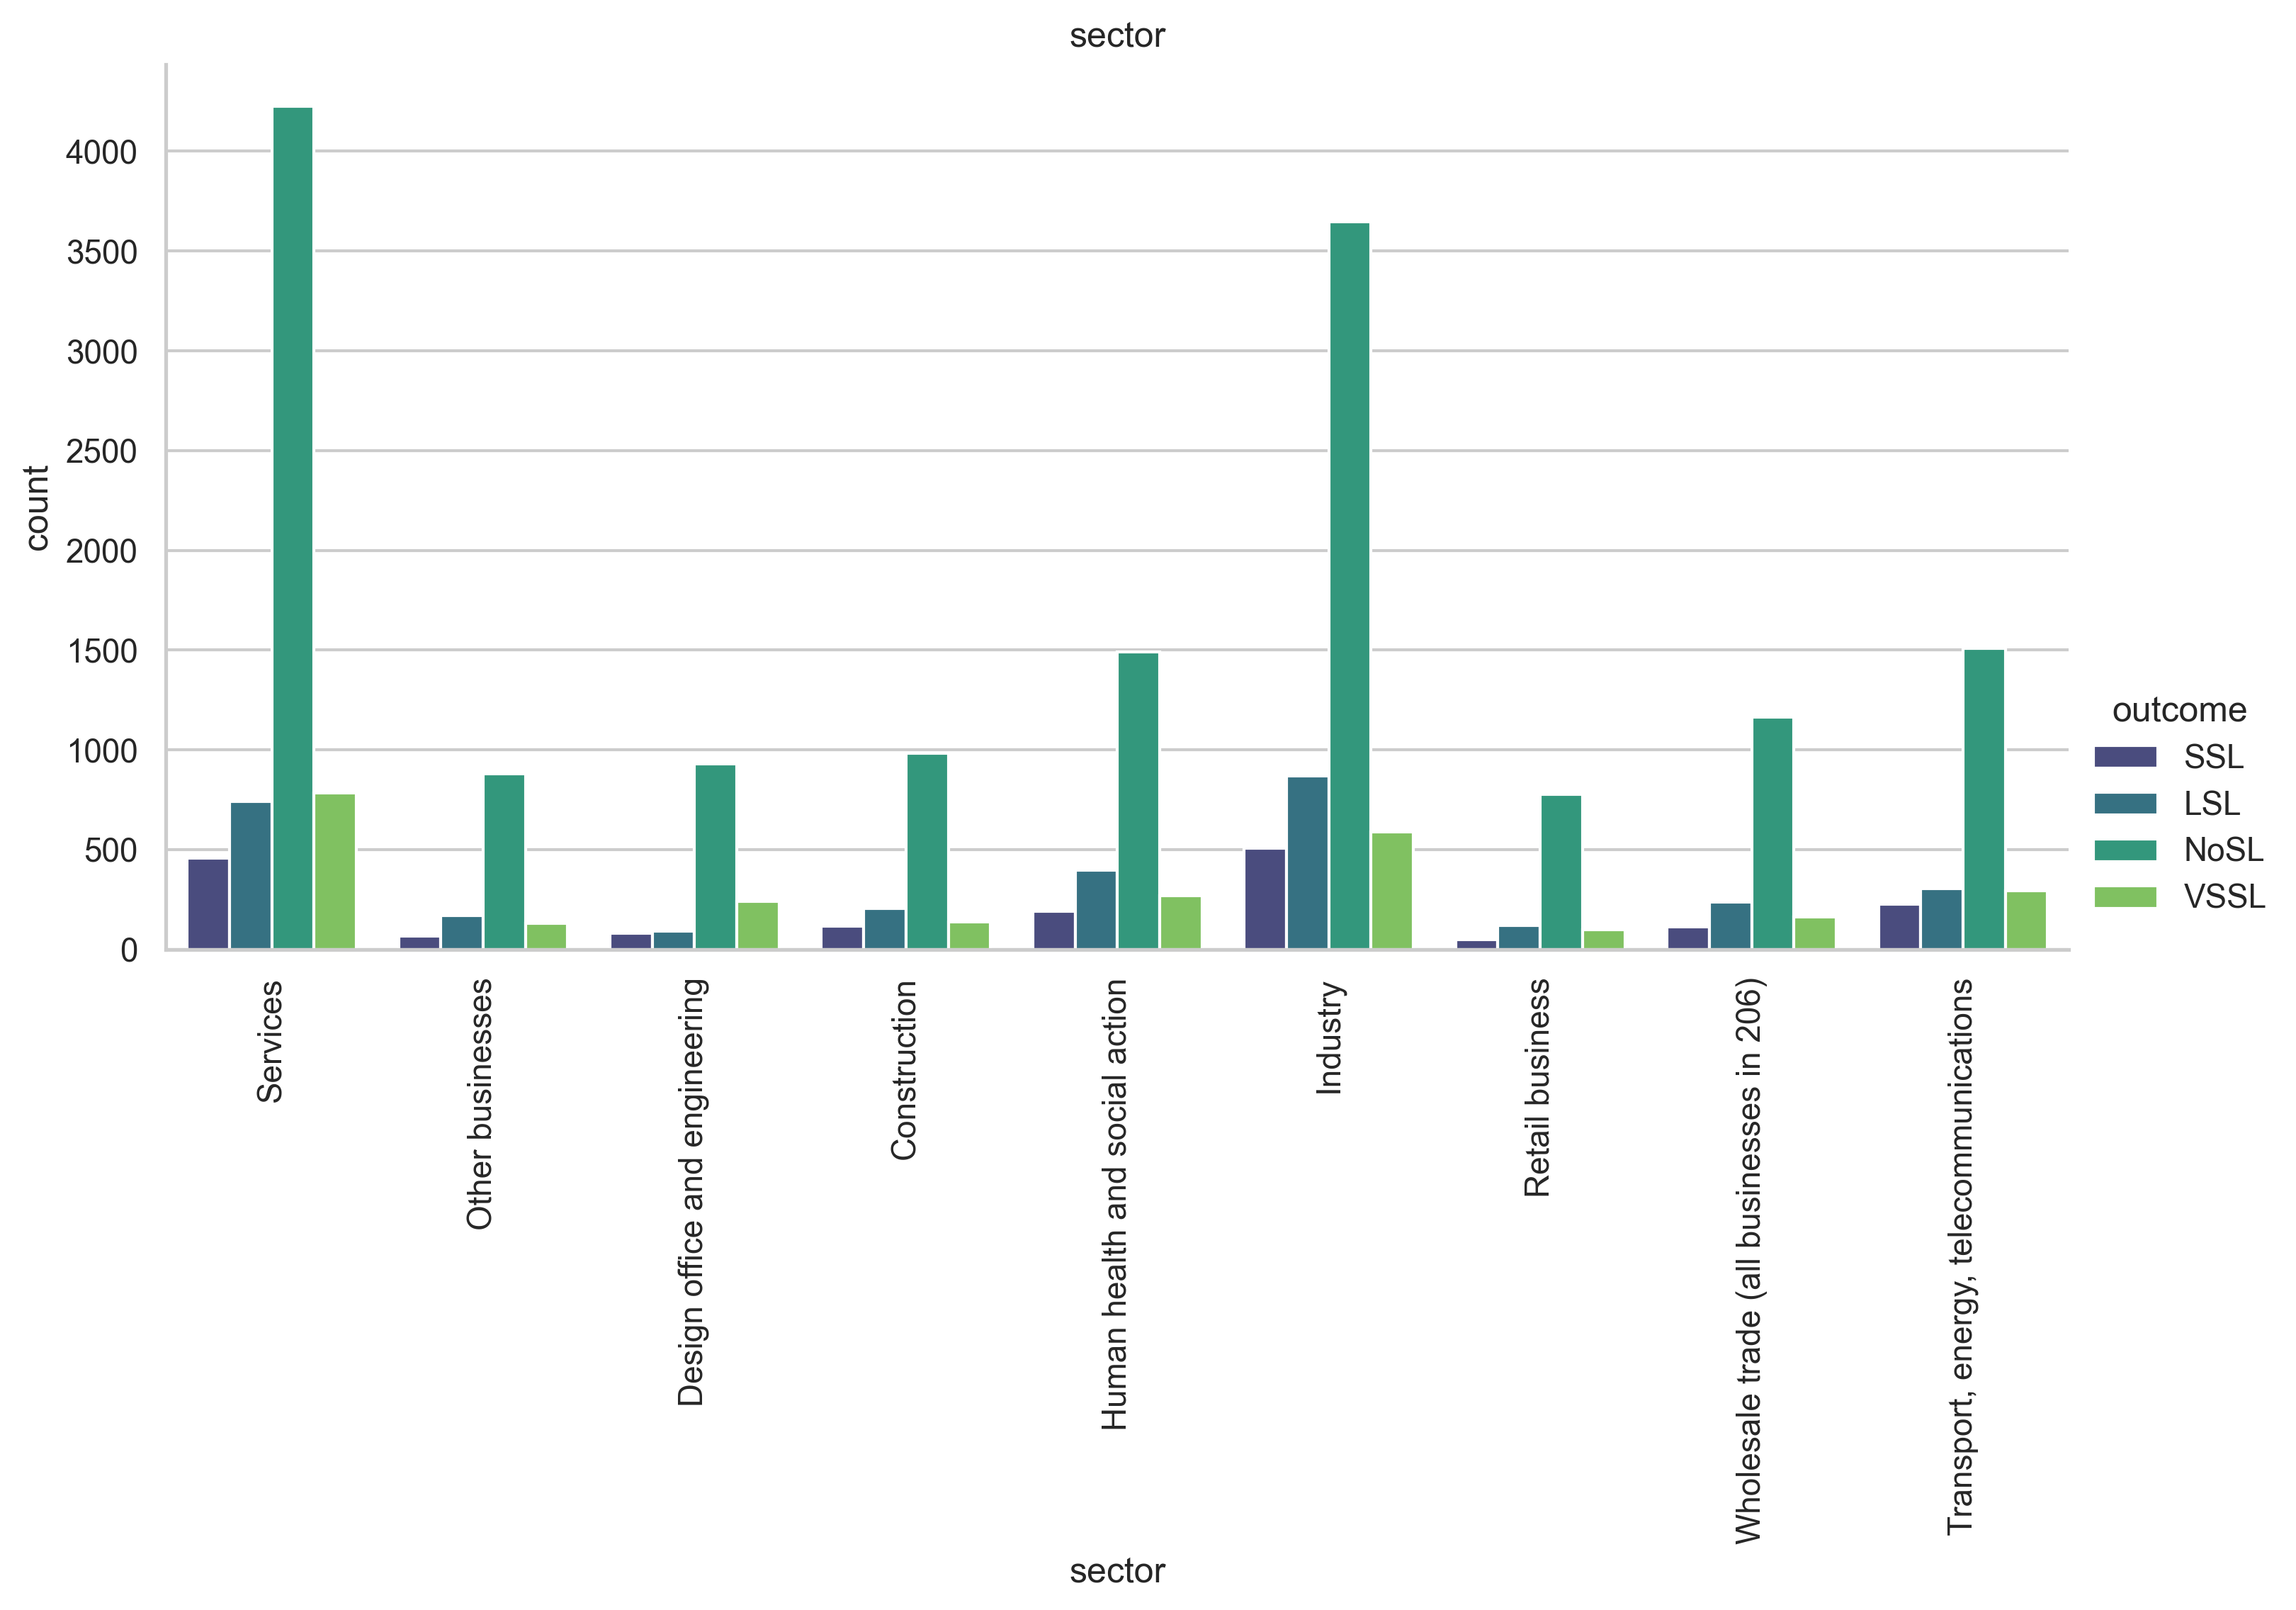 sector
count
4000
3500
3000
2500
2000
1500
1000
500
0
outcome
SSL
LSL
NoSL
VSSL
Services
Other businesses
Design office and engineering
Construction
Human health and social action
Industry
Retail business
Wholesale trade (all businesses in 206)
Transport, energy, telecommunications
sector